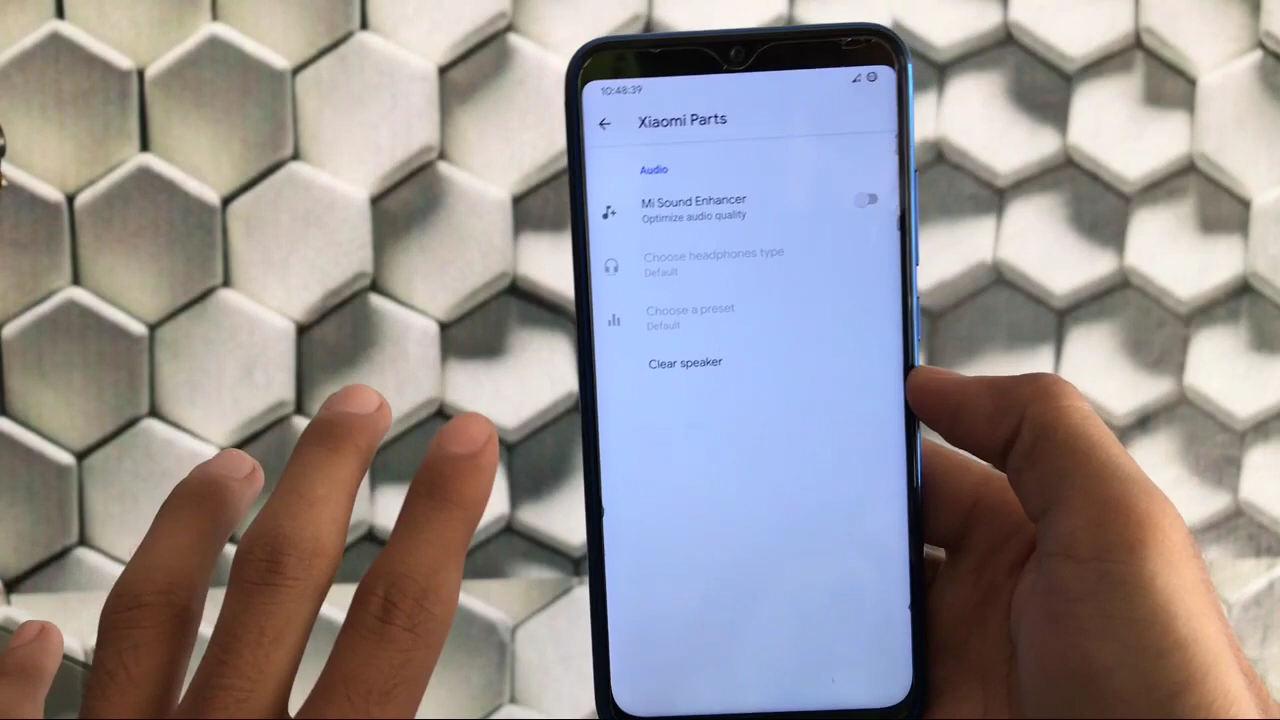 10:48:39
Xiaomi Parts
Audio
Mi Sound Enhancer
Optimize audio quality
Choose headphones type
Default
Choose a preset
Default
Clear speaker